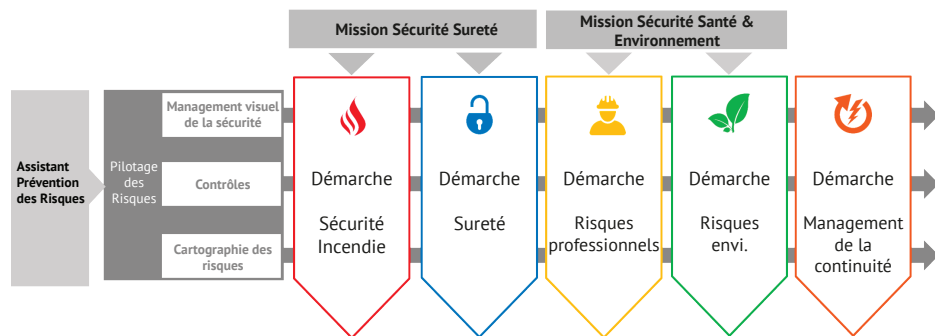 Mission Sécurité Sureté
Mission Sécurité Santé &
Environnement
Assistant
Prévention
des Risques
Pilotage
des
Risques
Management visuel
de la sécurité
Contrôles
Cartographie des
risques
Démarche
Sécurité
Incendie
Démarche
Sureté
Démarche
Risques
professionnels
Démarche
Risques
envi.
Démarche
Management
de la
continuité